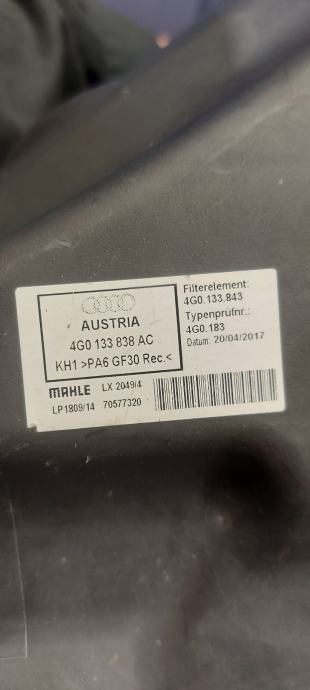 AUSTRIA
4G0 133 838 AC
KH1 >PA6 GF30 Rec.<
MAHLE LX 2049/4
LP1809/14 70577320
Filterelement:
4G0.133.843
Typenprüfnr.:
4G0.183
Datum: 20/04/2017